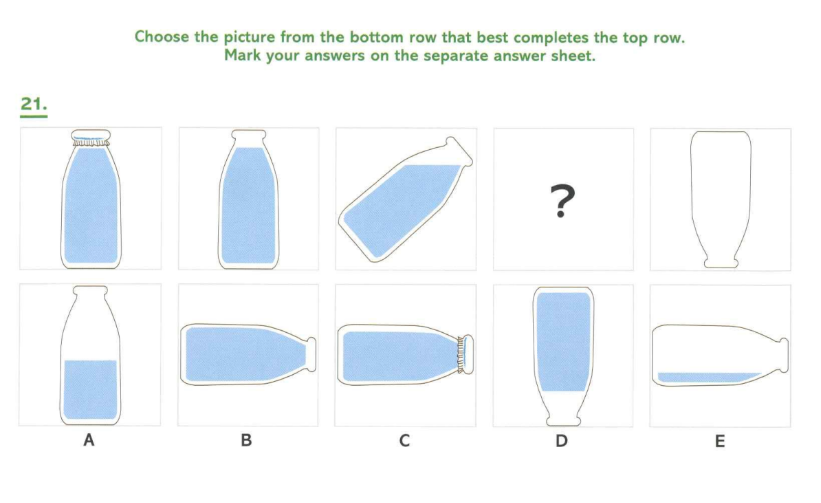 Choose the picture from the bottom row that best completes the top row.
Mark your answers on the separate answer sheet.
21.
?
A B C D E